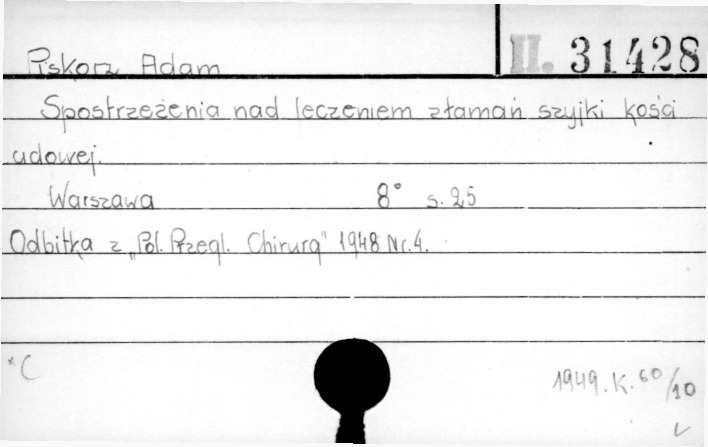 Piskorz Adam II. 31428
Spostrzeżenia nad leczeniem złamań szyjki kości
udowej.
Warszawa 8° s. 25
Odbitka z „Pol. Przegl. Chirurg" 1948 Nr. 4.
*C
1949. K. 60/10